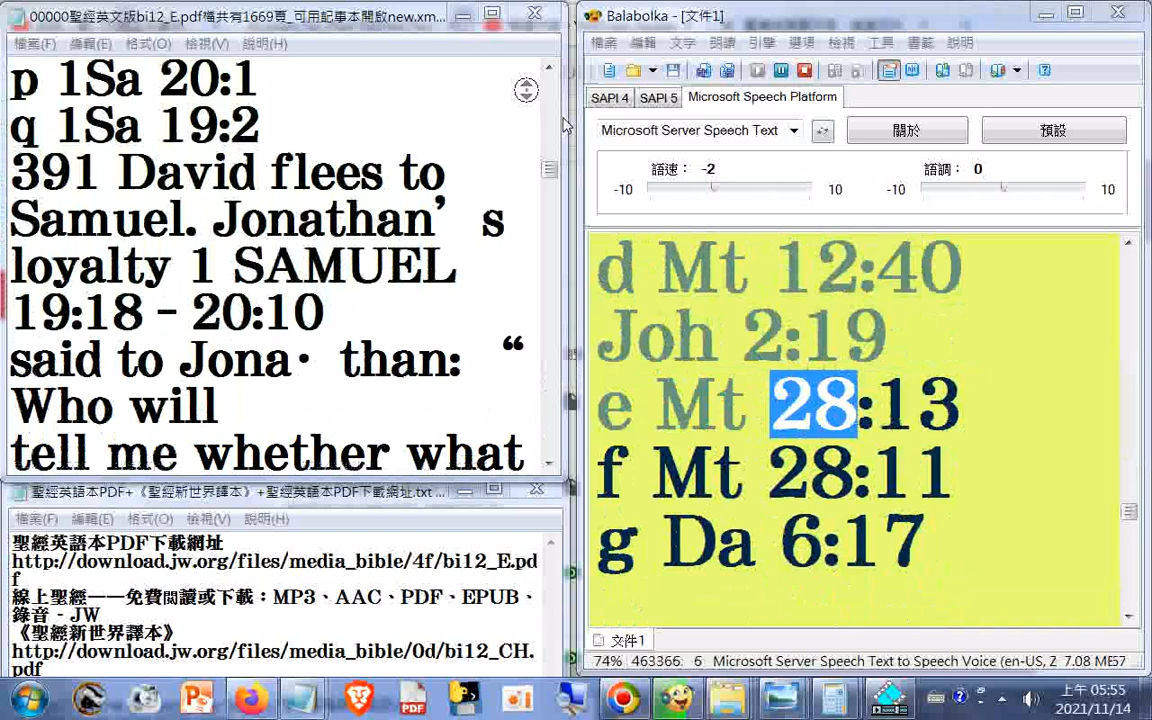 00000聖經英文版bi12_E.pdf檔共有1669頁_可用記事本開啟new.xm...
檔案(F) 編輯(E) 格式(O) 檢視(V) 說明(H)
p 1Sa 20:1
q 1Sa 19:2
391 David flees to
Samuel. Jonathan’s
loyalty 1 SAMUEL
19:18 – 20:10
said to Jona· than: “
Who will
tell me whether what
聖經英語本PDF+《聖經新世界譯本》+聖經英語本PDF下載網址.txt ...
檔案(F) 編輯(E) 格式(O) 檢視(V) 說明(H)
聖經英語本PDF下載網址
http://download.jw.org/files/media_bible/4f/bi12_E.pd
f
線上聖經——免費閱讀或下載：MP3、AAC、PDF、EPUB、
錄音 - JW
《聖經新世界譯本》
http://download.jw.org/files/media_bible/0d/bi12_CH.
pdf
Balabolka - [文件1]
檔案 編輯 文字 朗讀 引擎 選項 檢視 工具 書籤 說明
SAPI 4 SAPI 5 Microsoft Speech Platform
Microsoft Server Speech Text 關於 預設
語速： -2 語調： 0
-10 10 -10 10
d Mt 12:40
Joh 2:19
e Mt 28:13
f Mt 28:11
g Da 6:17
文件1
74% 463366: 6 Microsoft Server Speech Text to Speech Voice (en-US, 2 7.08 ME57
上午 05:55
2021/11/14